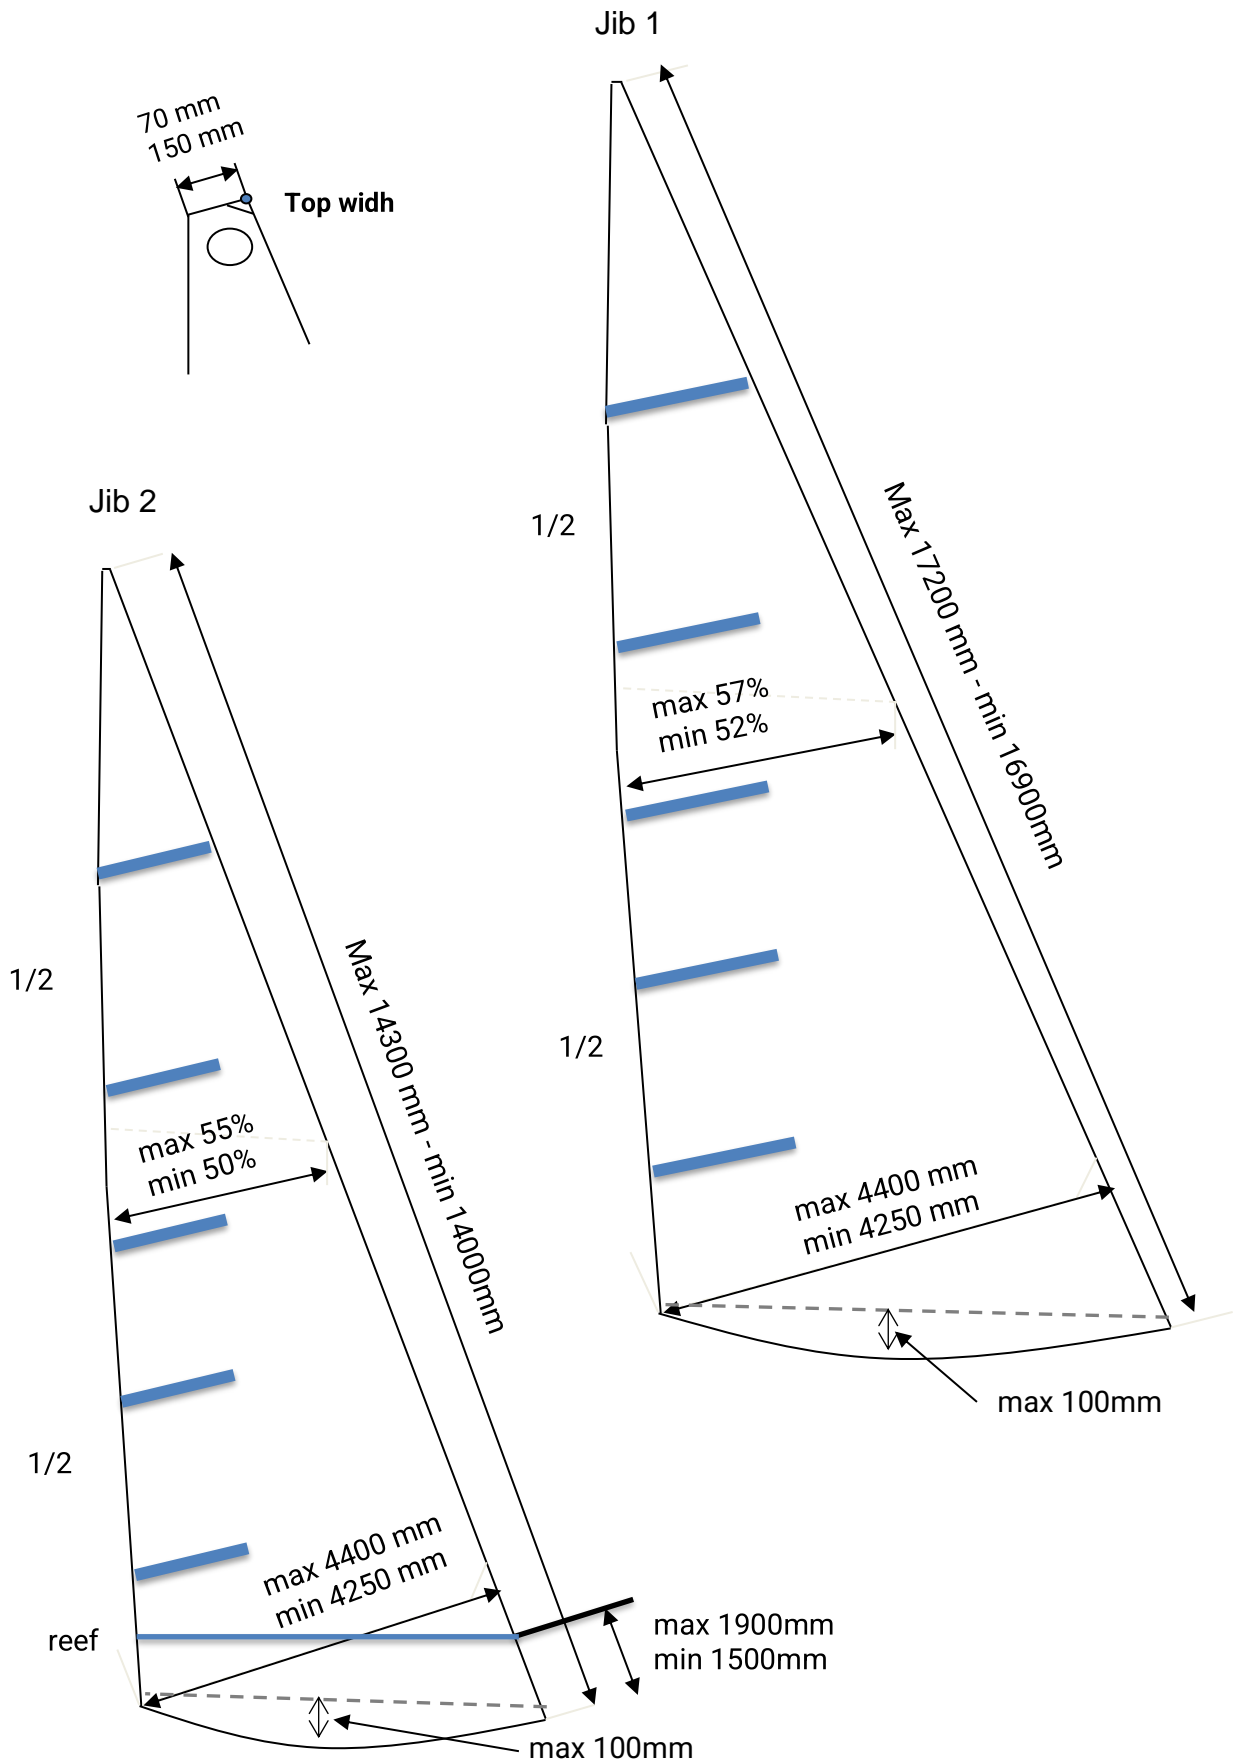 Jib 1
70 mm
150 mm
Top widh
Jib 2
1/2
Max 17200 mm - min 16900mm
max 57%
min 52%
1/2
max 4400 mm
min 4250 mm
max 100mm
1/2
Max 14300 mm - min 14000mm
max 55%
min 50%
1/2
max 4400 mm
min 4250 mm
reef
max 1900mm
min 1500mm
max 100mm